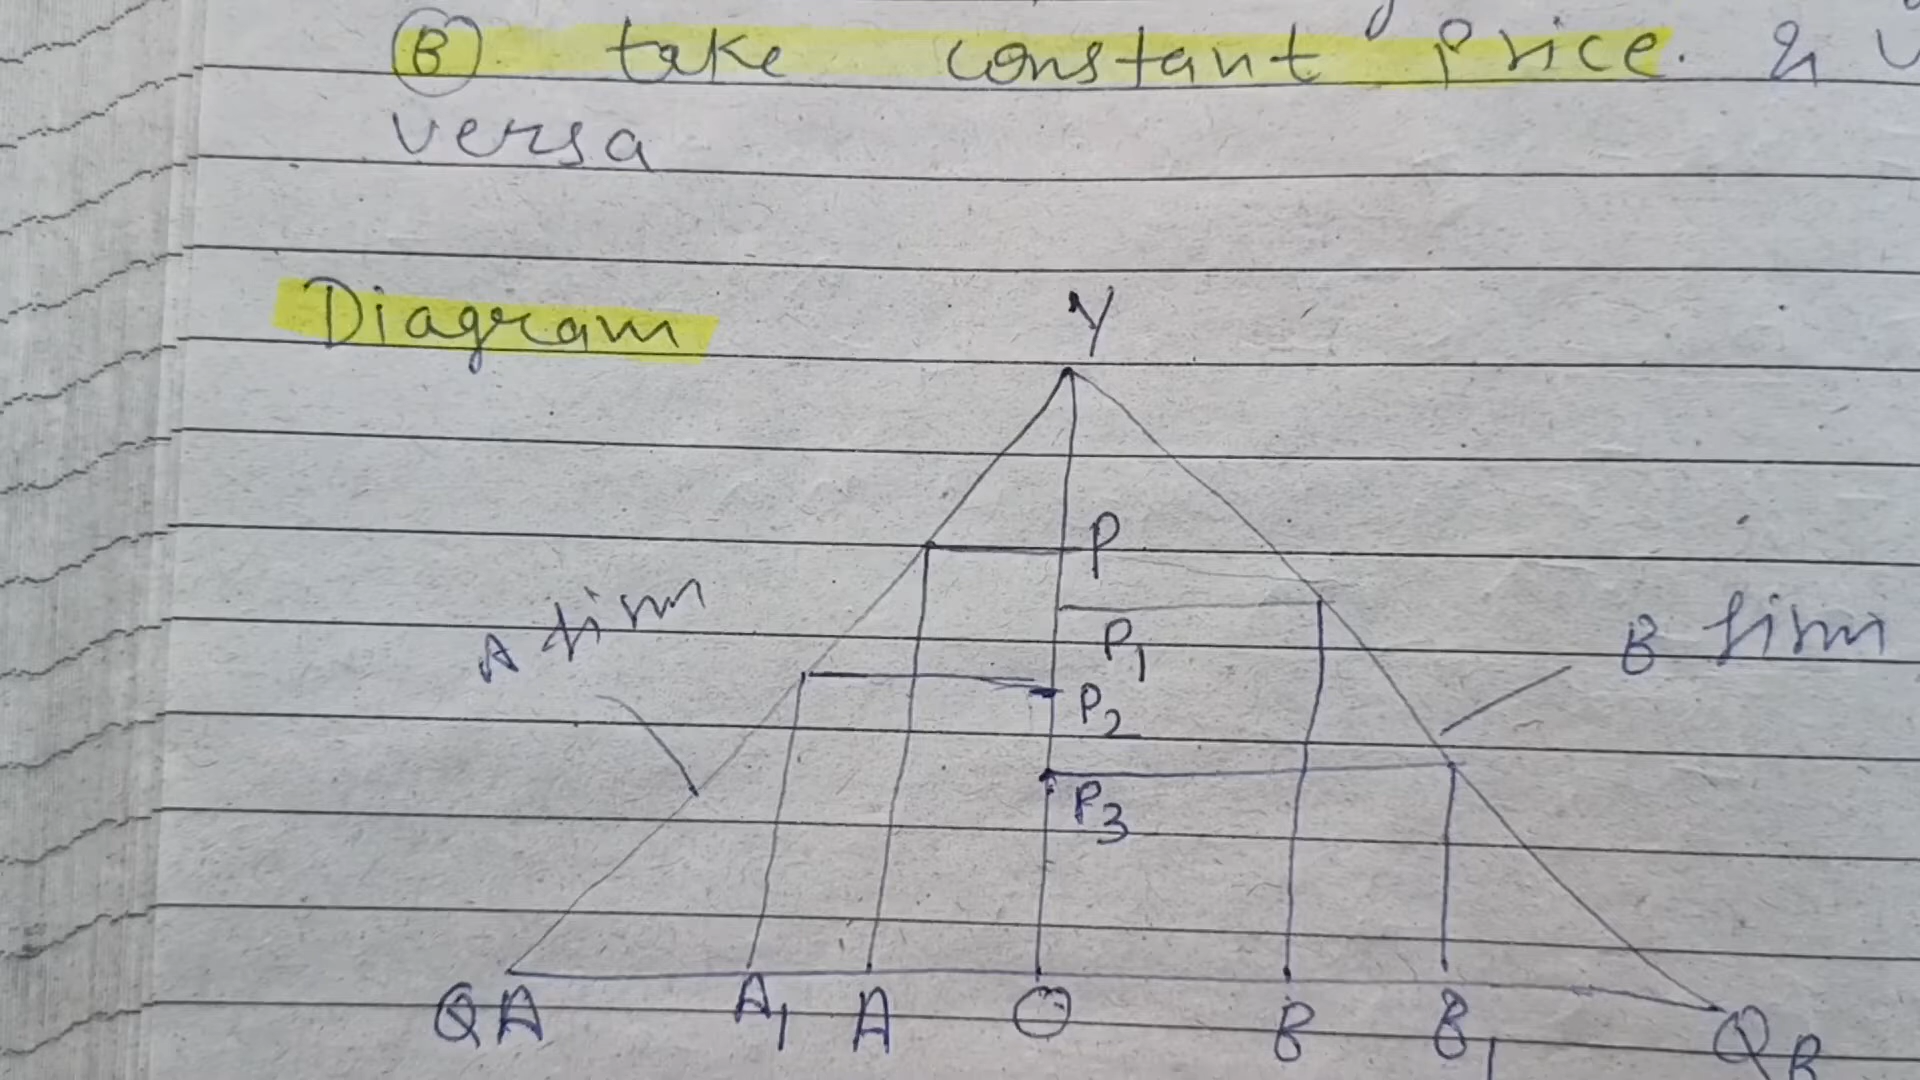 B take constant price. &
versa
Diagram
Y
P
A firm
B firm
P1
P2
P3
QA A1 A O B B1 QB